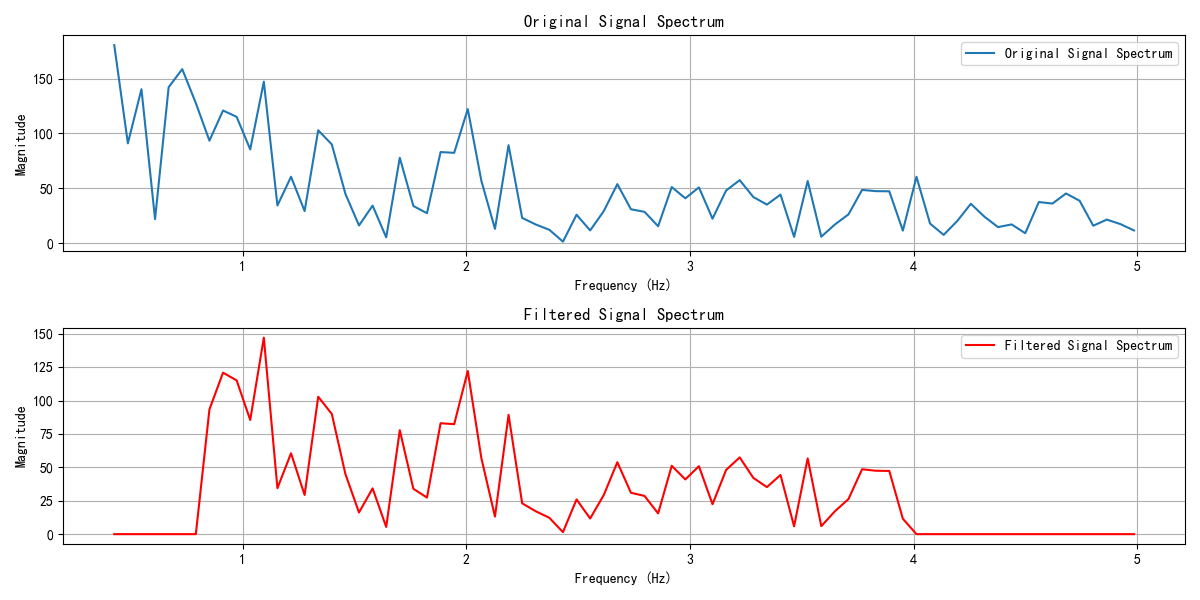 Original Signal Spectrum
Original Signal Spectrum
150
100
50
0
Magnitude
1 2 3 4 5
Frequency (Hz)
Filtered Signal Spectrum
Filtered Signal Spectrum
150
125
100
75
50
25
0
Magnitude
1 2 3 4 5
Frequency (Hz)